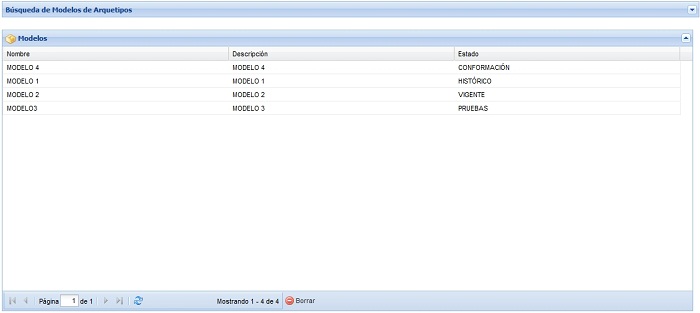 Búsqueda de Modelos de Arquetipos
Modelos
Nombre Descripción Estado
MODELO 4 MODELO 4 CONFORMACIÓN
MODELO 1 MODELO 1 HISTÓRICO
MODELO 2 MODELO 2 VIGENTE
MODELO3 MODELO 3 PRUEBAS
Página 1 de 1 Mostrando 1 - 4 de 4 Borrar